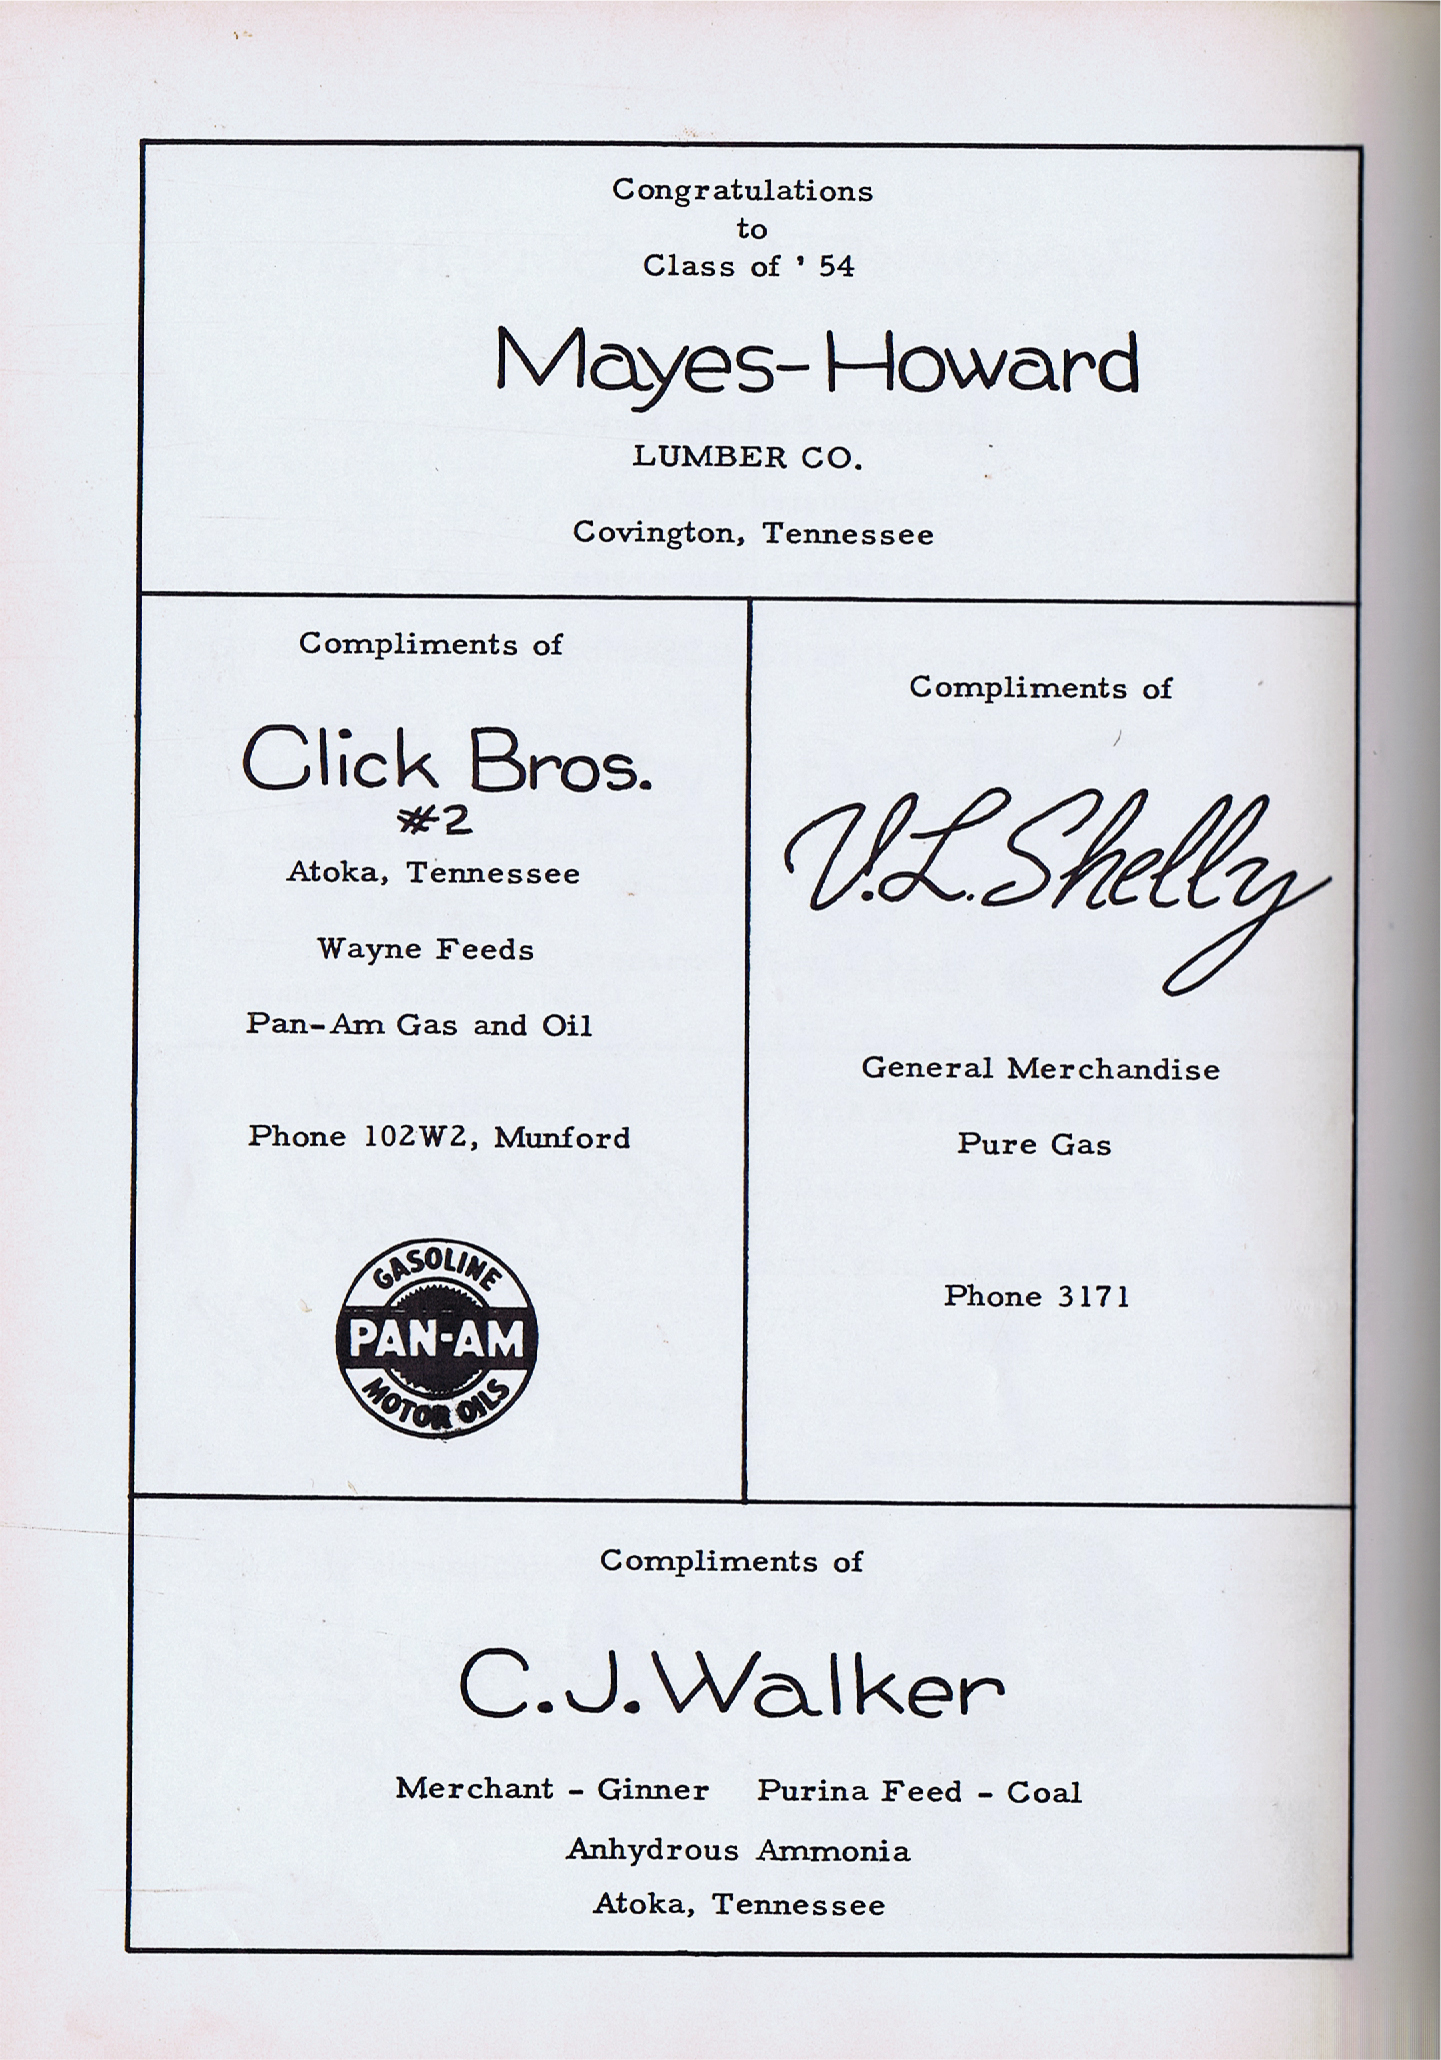 Congratulations
to
Class of ' 54
Mayes-Howard
LUMBER CO.
Covington, Tennessee
Compliments of
Click Bros.
#2
Atoka, Tennessee
Wayne Feeds
Pan-Am Gas and Oil
Phone 102W2, Munford
GASOLINE
PAN-AM
MOTOR OILS
Compliments of
V.L. Shelly
General Merchandise
Pure Gas
Phone 3171
Compliments of
C.J. Walker
Merchant - Ginner Purina Feed - Coal
Anhydrous Ammonia
Atoka, Tennessee